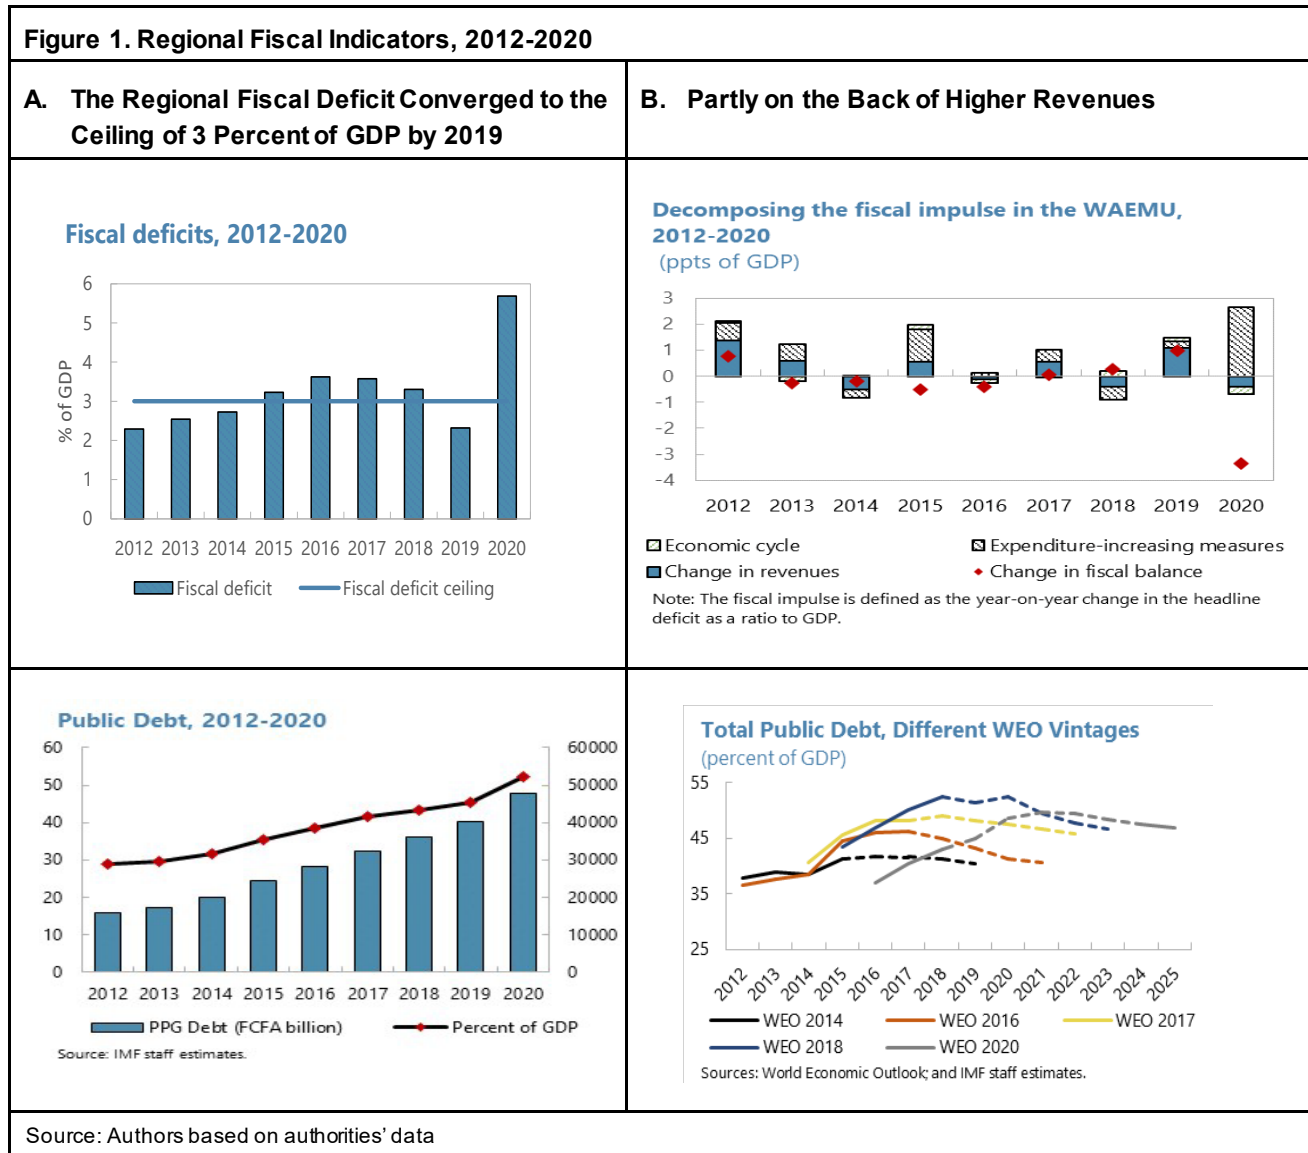 Figure 1. Regional Fiscal Indicators, 2012-2020
A. The Regional Fiscal Deficit Converged to the
Ceiling of 3 Percent of GDP by 2019
B. Partly on the Back of Higher Revenues
Fiscal deficits, 2012-2020
% of GDP
6
5
4
3
2
1
0
2012 2013 2014 2015 2016 2017 2018 2019 2020
Fiscal deficit Fiscal deficit ceiling
Decomposing the fiscal impulse in the WAEMU,
2012-2020
(ppts of GDP)
3
2
1
0
-1
-2
-3
-4
2012 2013 2014 2015 2016 2017 2018 2019 2020
Economic cycle Expenditure-increasing measures
Change in revenues Change in fiscal balance
Note: The fiscal impulse is defined as the year-on-year change in the headline
deficit as a ratio to GDP.
Public Debt, 2012-2020
60 60000
50 50000
40 40000
30 30000
20 20000
10 10000
0 0
2012 2013 2014 2015 2016 2017 2018 2019 2020
PPG Debt (FCFA billion) Percent of GDP
Source: IMF staff estimates.
Total Public Debt, Different WEO Vintages
(percent of GDP)
55
45
35
25
2012 2013 2014 2015 2016 2017 2018 2019 2020 2021 2022 2023 2024 2025
WEO 2014 WEO 2016 WEO 2017
WEO 2018 WEO 2020
Sources: World Economic Outlook; and IMF staff estimates.
Source: Authors based on authorities' data